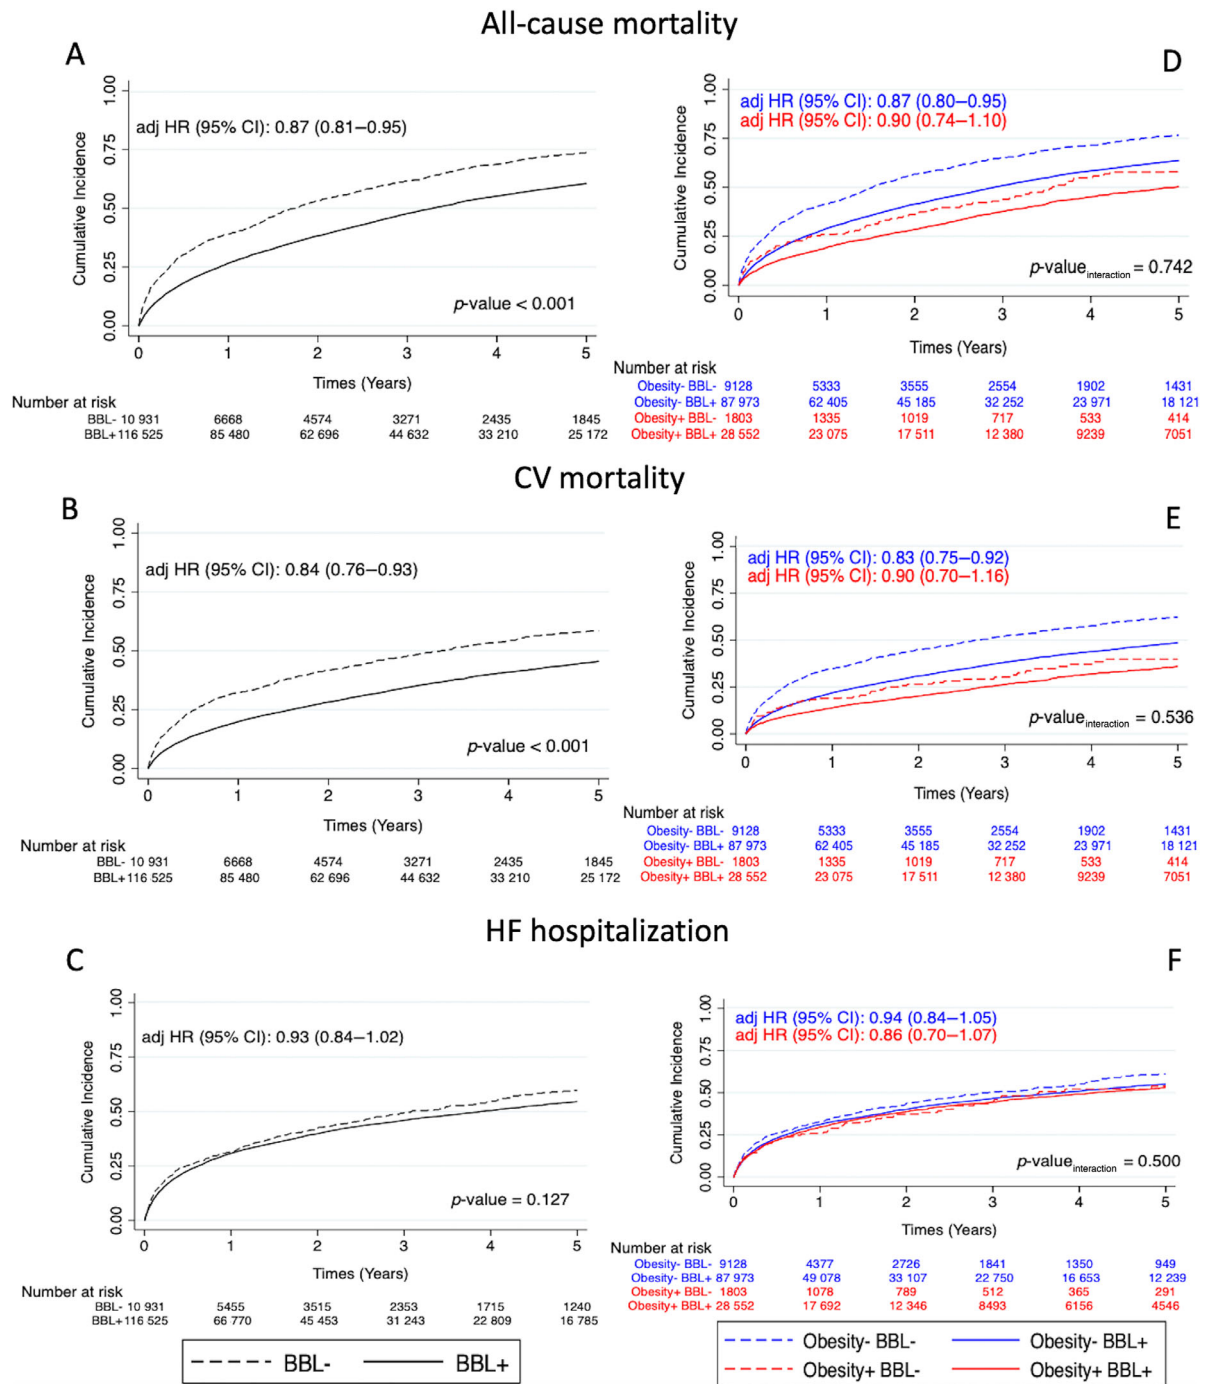 All-cause mortality
A
adj HR (95% CI): 0.87 (0.81–0.95)
p-value < 0.001
Cumulative Incidence
1.00
0.75
0.50
0.25
0.00
0 1 2 3 4 5
Times (Years)
Number at risk
BBL- 10 931 6668 4574 3271 2435 1845
BBL+ 116 525 85 480 62 696 44 632 33 210 25 172
D
adj HR (95% CI): 0.87 (0.80–0.95)
adj HR (95% CI): 0.90 (0.74–1.10)
p-value interaction = 0.742
Cumulative Incidence
1.00
0.75
0.50
0.25
0.00
0 1 2 3 4 5
Times (Years)
Number at risk
Obesity- BBL- 9128 5333 3555 2554 1902 1431
Obesity- BBL+ 87 973 62 405 45 185 32 252 23 971 18 121
Obesity+ BBL- 1803 1335 1019 717 533 414
Obesity+ BBL+ 28 552 23 075 17 511 12 380 9239 7051
CV mortality
B
adj HR (95% CI): 0.84 (0.76–0.93)
p-value < 0.001
Cumulative Incidence
1.00
0.75
0.50
0.25
0.00
0 1 2 3 4 5
Times (Years)
Number at risk
BBL- 10 931 6668 4574 3271 2435 1845
BBL+ 116 525 85 480 62 696 44 632 33 210 25 172
E
adj HR (95% CI): 0.83 (0.75–0.92)
adj HR (95% CI): 0.90 (0.70–1.16)
p-value interaction = 0.536
Cumulative Incidence
1.00
0.75
0.50
0.25
0.00
0 1 2 3 4 5
Times (Years)
Number at risk
Obesity- BBL- 9128 5333 3555 2554 1902 1431
Obesity- BBL+ 87 973 62 405 45 185 32 252 23 971 18 121
Obesity+ BBL- 1803 1335 1019 717 533 414
Obesity+ BBL+ 28 552 23 075 17 511 12 380 9239 7051
HF hospitalization
C
adj HR (95% CI): 0.93 (0.84–1.02)
p-value = 0.127
Cumulative Incidence
1.00
0.75
0.50
0.25
0.00
0 1 2 3 4 5
Times (Years)
Number at risk
BBL- 10 931 5455 3515 2353 1715 1240
BBL+ 116 525 66 770 45 453 31 243 22 809 16 785
BBL- BBL+
F
adj HR (95% CI): 0.94 (0.84–1.05)
adj HR (95% CI): 0.86 (0.70–1.07)
p-value interaction = 0.500
Cumulative Incidence
1.00
0.75
0.50
0.25
0.00
0 1 2 3 4 5
Times (Years)
Number at risk
Obesity- BBL- 9128 4377 2726 1841 1350 949
Obesity- BBL+ 87 973 49 078 33 107 22 750 16 653 12 239
Obesity+ BBL- 1803 1078 789 512 365 291
Obesity+ BBL+ 28 552 17 692 12 346 8493 6156 4546
Obesity- BBL- Obesity- BBL+
Obesity+ BBL- Obesity+ BBL+